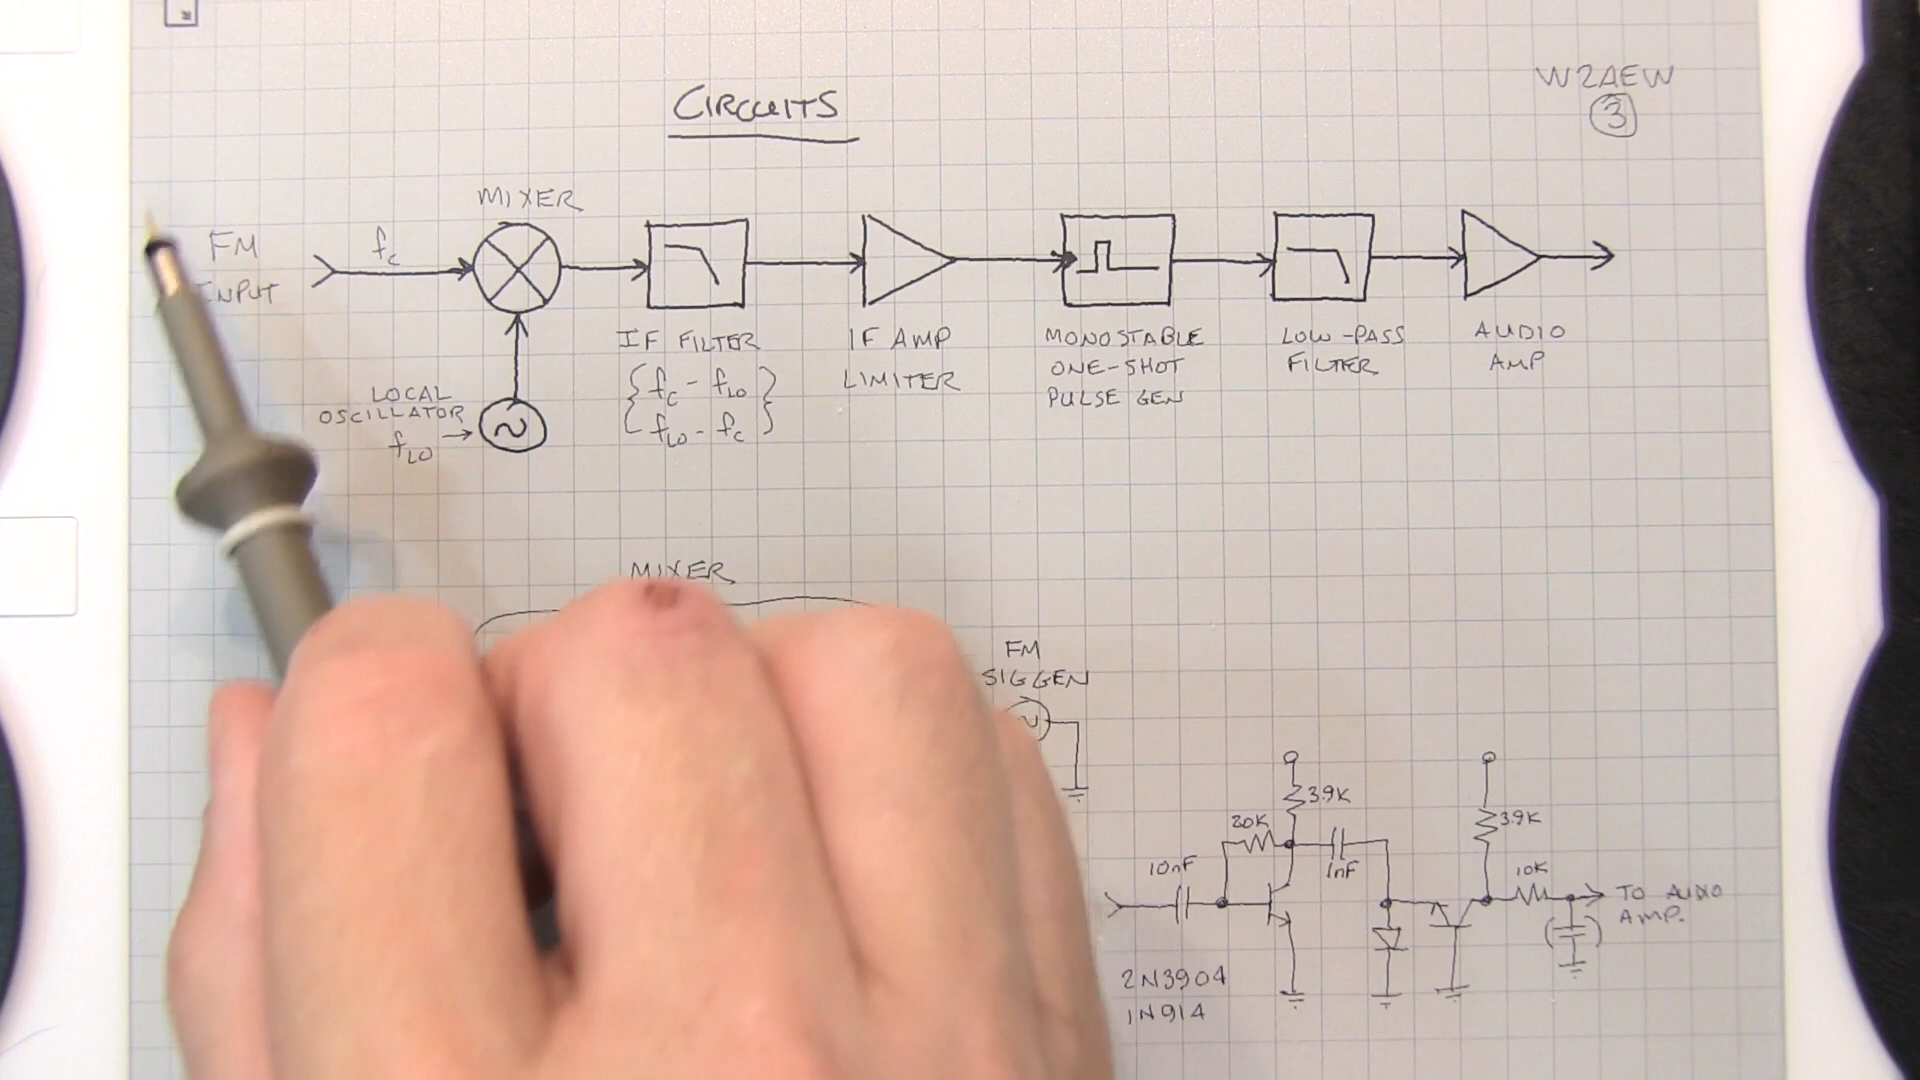 CIRCUITS
W2AEW
3
MIXER
FM
INPUT
fc
LOCAL
OSCILLATOR
fLO
IF FILTER
{fc - fLO}
{fLO - fc}
IF AMP
LIMITER
MONOSTABLE
ONE-SHOT
PULSE GEN
LOW-PASS
FILTER
AUDIO
AMP
MIXER
FM
SIG GEN
3.9K
20K
10nF
1nF
3.9K
10K
TO AUDIO
AMP.
2N3904
1N914